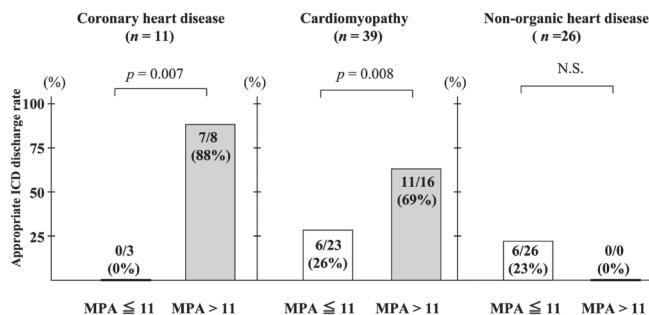 Coronary heart disease
(n = 11)
Cardiomyopathy
(n = 39)
Non-organic heart disease
( n =26)
p = 0.007
p = 0.008
N.S.
(%)
(%)
(%)
Appropriate ICD discharge rate
100
75
50
25
0/3
(0%)
7/8
(88%)
6/23
(26%)
11/16
(69%)
6/26
(23%)
0/0
(0%)
MPA ≦ 11 MPA > 11
MPA ≦ 11 MPA > 11
MPA ≦ 11 MPA > 11